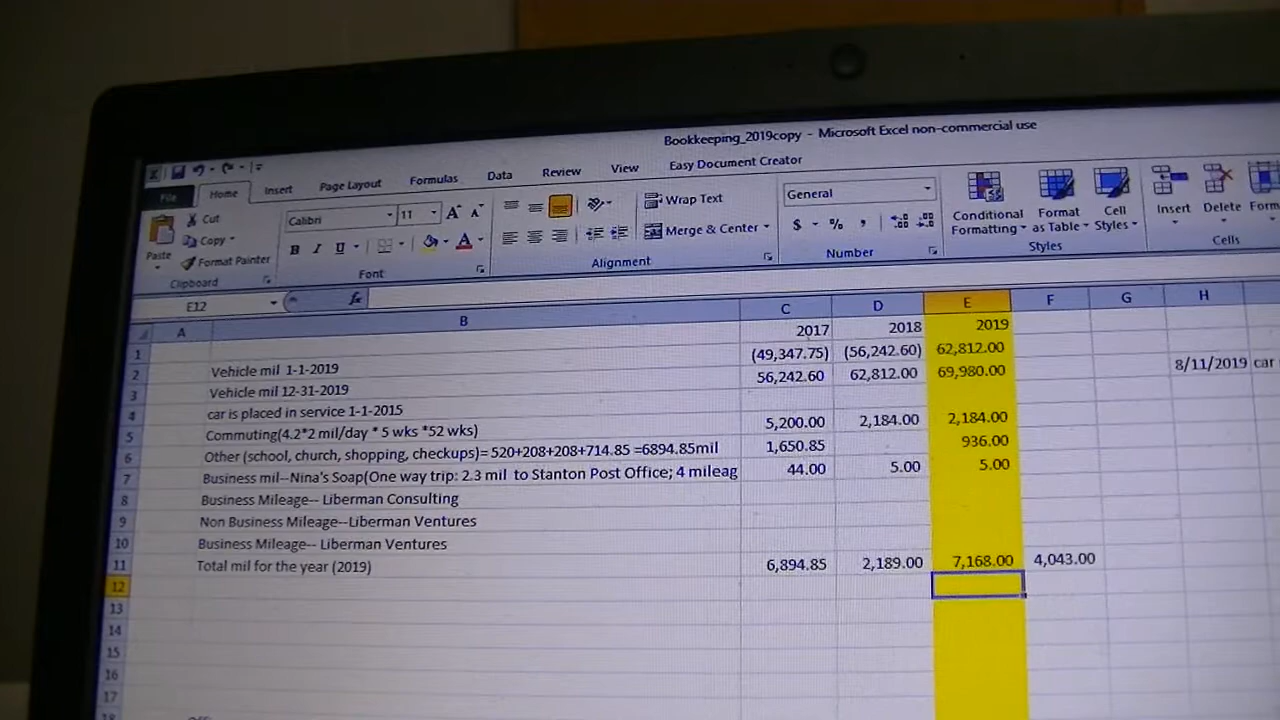 Bookkeeping_2019copy - Microsoft Excel non-commercial use
File Home Insert Page Layout Formulas Data Review View Easy Document Creator
Paste Cut Copy Format Painter Clipboard
Calibri 11 A A B I U A Font
Wrap Text Merge & Center Alignment
General $ % , Number
Conditional Formatting Format as Table Cell Styles Styles
Insert Delete Form Cells
E12 fx
A B C D E F G H
1 2017 2018 2019
2 Vehicle mil 1-1-2019 (49,347.75) (56,242.60) 62,812.00
3 Vehicle mil 12-31-2019 56,242.60 62,812.00 69,980.00 8/11/2019 car
4 car is placed in service 1-1-2015
5 Commuting(4.2*2 mil/day * 5 wks *52 wks) 5,200.00 2,184.00 2,184.00
6 Other (school, church, shopping, checkups)= 520+208+208+714.85 =6894.85mil 1,650.85 936.00
7 Business mil--Nina's Soap(One way trip: 2.3 mil to Stanton Post Office; 4 mileag 44.00 5.00 5.00
8 Business Mileage-- Liberman Consulting
9 Non Business Mileage--Liberman Ventures
10 Business Mileage-- Liberman Ventures
11 Total mil for the year (2019) 6,894.85 2,189.00 7,168.00 4,043.00
12
13
14
15
16
17
18